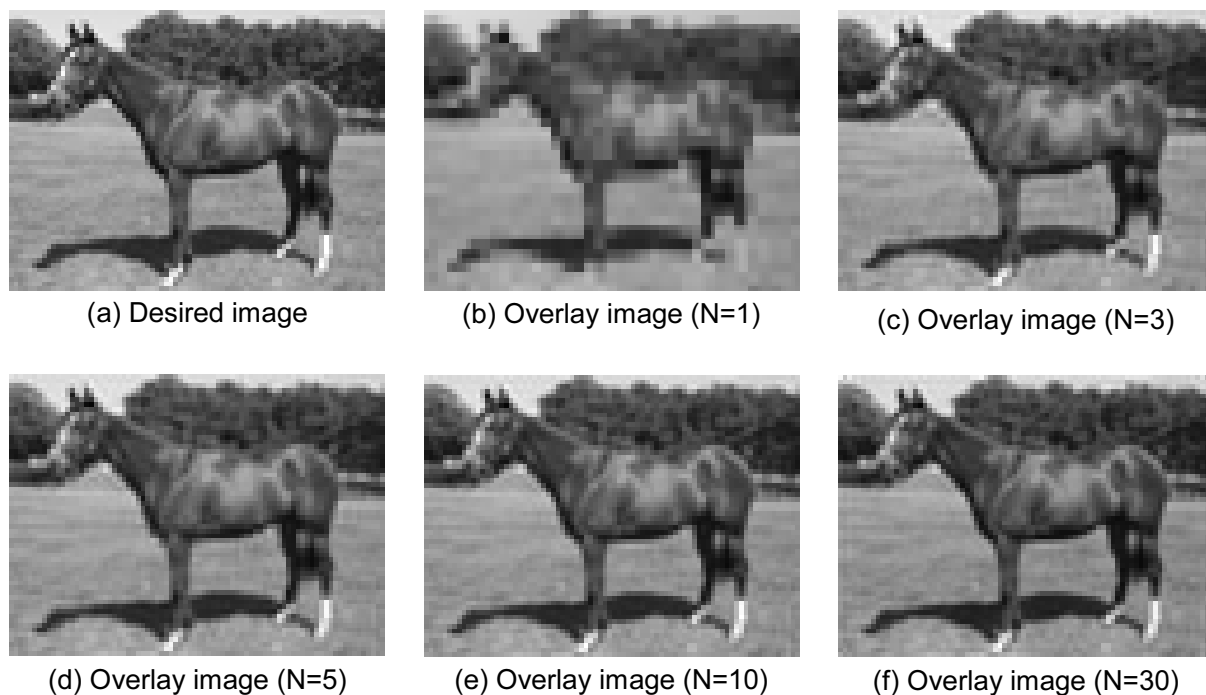 (a) Desired image
(b) Overlay image (N=1)
(c) Overlay image (N=3)
(d) Overlay image (N=5)
(e) Overlay image (N=10)
(f) Overlay image (N=30)